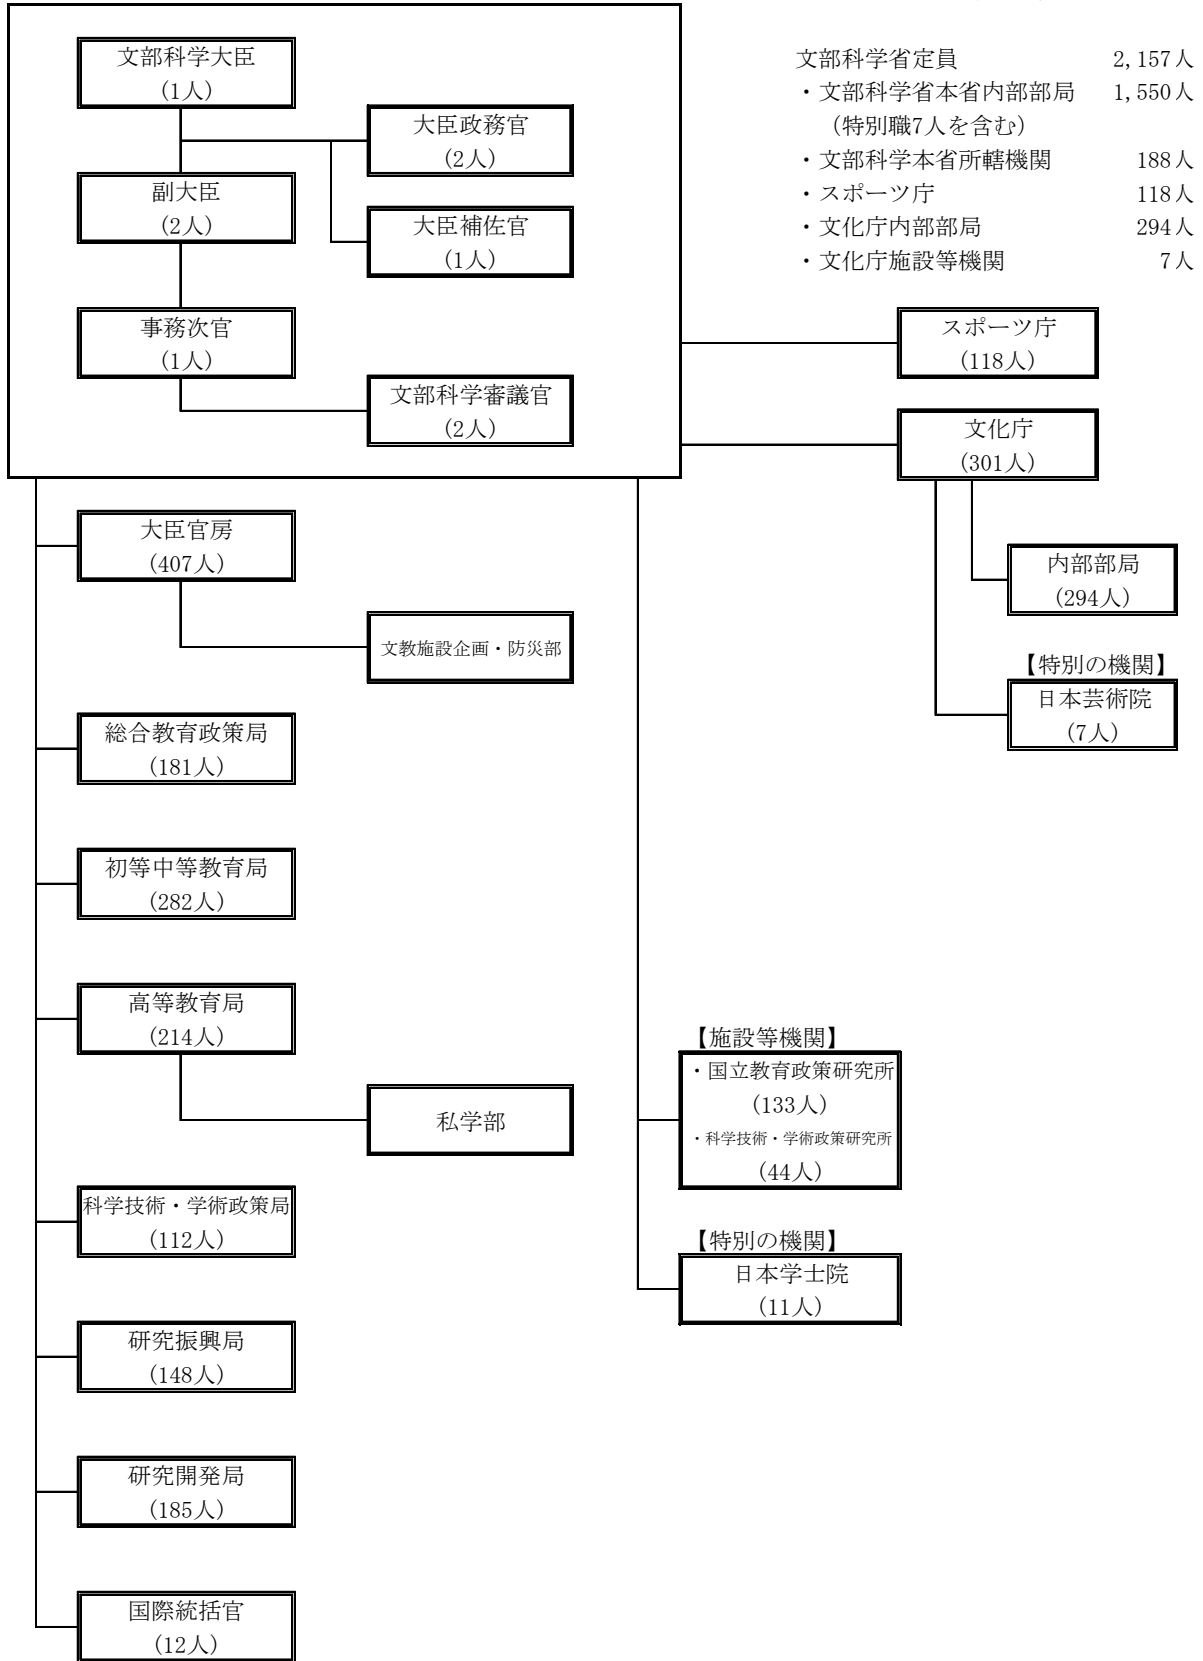 文部科学大臣
(1人)
大臣政務官
(2人)
副大臣
(2人)
大臣補佐官
(1人)
事務次官
(1人)
文部科学審議官
(2人)
文部科学省定員 2,157人
・文部科学省本省内部部局 1,550人
(特別職7人を含む)
・文部科学本省所轄機関 188人
・スポーツ庁 118人
・文化庁内部部局 294人
・文化庁施設等機関 7人
スポーツ庁
(118人)
文化庁
(301人)
内部部局
(294人)
【特別の機関】
日本芸術院
(7人)
大臣官房
(407人)
文教施設企画・防災部
総合教育政策局
(181人)
初等中等教育局
(282人)
高等教育局
(214人)
私学部
科学技術・学術政策局
(112人)
研究振興局
(148人)
研究開発局
(185人)
国際統括官
(12人)
【施設等機関】
・国立教育政策研究所
(133人)
・科学技術・学術政策研究所
(44人)
【特別の機関】
日本学士院
(11人)